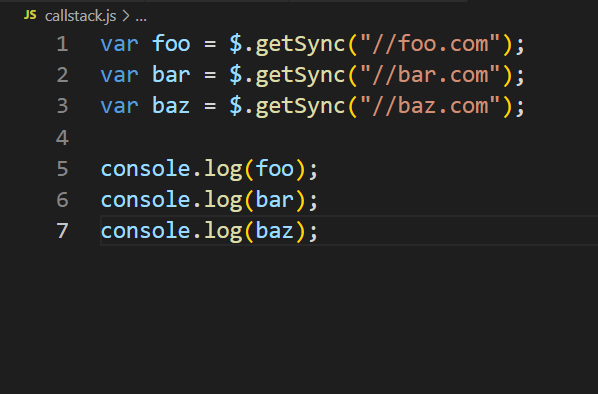 JS callstack.js > ...
1 var foo = $.getSync("//foo.com");
2 var bar = $.getSync("//bar.com");
3 var baz = $.getSync("//baz.com");
4
5 console.log(foo);
6 console.log(bar);
7 console.log(baz);